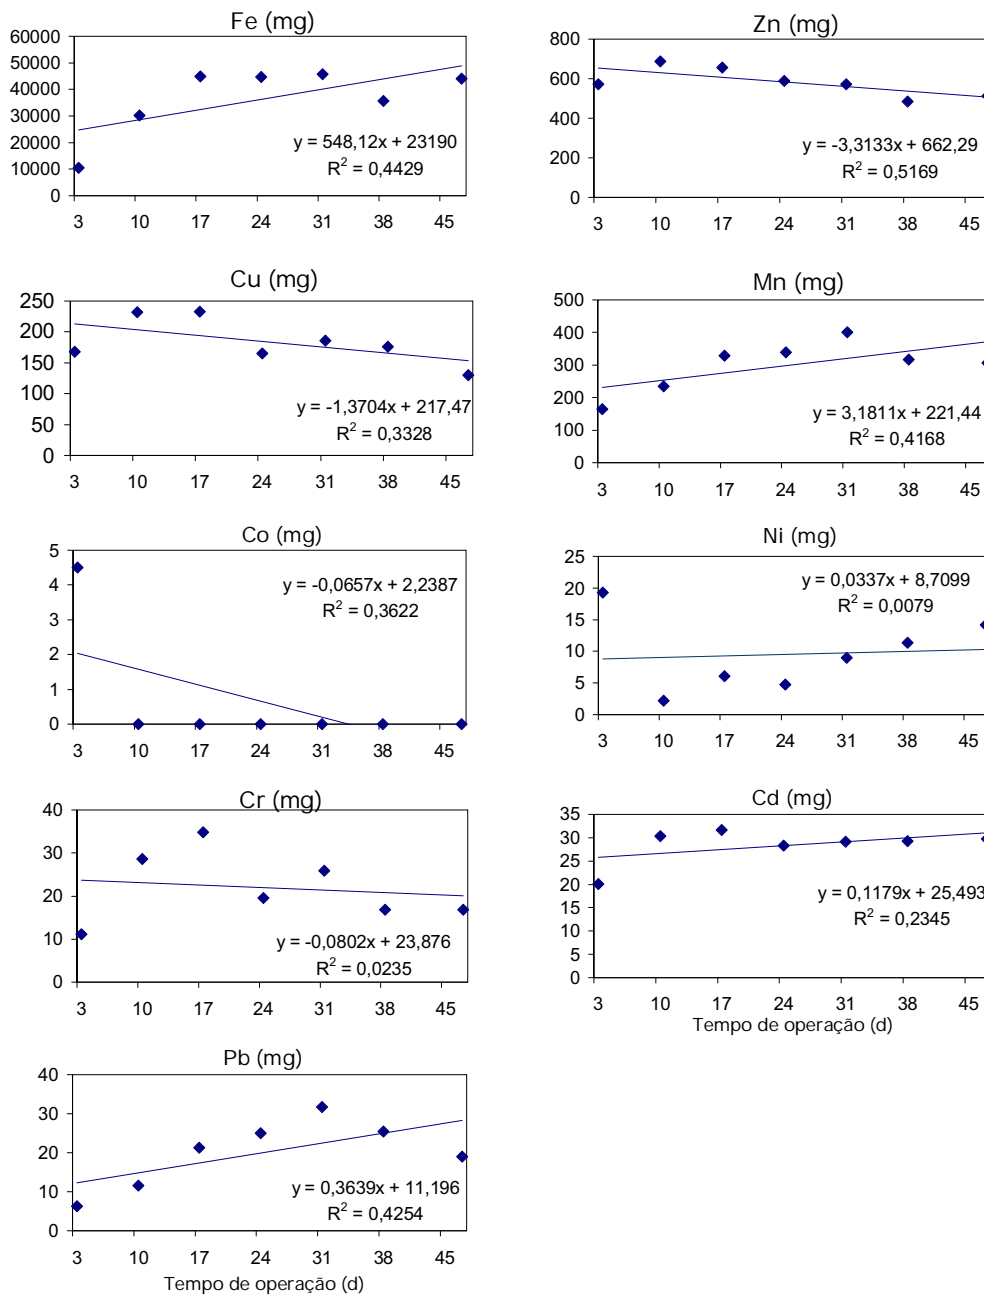 Fe (mg)
60000
50000
40000
30000
20000
10000
0
y = 548,12x + 23190
R² = 0,4429
3 10 17 24 31 38 45
Zn (mg)
800
600
400
200
0
y = -3,3133x + 662,29
R² = 0,5169
3 10 17 24 31 38 45
Cu (mg)
250
200
150
100
50
0
y = -1,3704x + 217,47
R² = 0,3328
3 10 17 24 31 38 45
Mn (mg)
500
400
300
200
100
0
y = 3,1811x + 221,44
R² = 0,4168
3 10 17 24 31 38 45
Co (mg)
5
4
3
2
1
0
y = -0,0657x + 2,2387
R² = 0,3622
3 10 17 24 31 38 45
Ni (mg)
25
20
15
10
5
0
y = 0,0337x + 8,7099
R² = 0,0079
3 10 17 24 31 38 45
Cr (mg)
40
30
20
10
0
y = -0,0802x + 23,876
R² = 0,0235
3 10 17 24 31 38 45
Cd (mg)
35
30
25
20
15
10
5
0
y = 0,1179x + 25,493
R² = 0,2345
3 10 17 24 31 38 45
Tempo de operação (d)
Pb (mg)
40
30
20
10
0
y = 0,3639x + 11,196
R² = 0,4254
3 10 17 24 31 38 45
Tempo de operação (d)